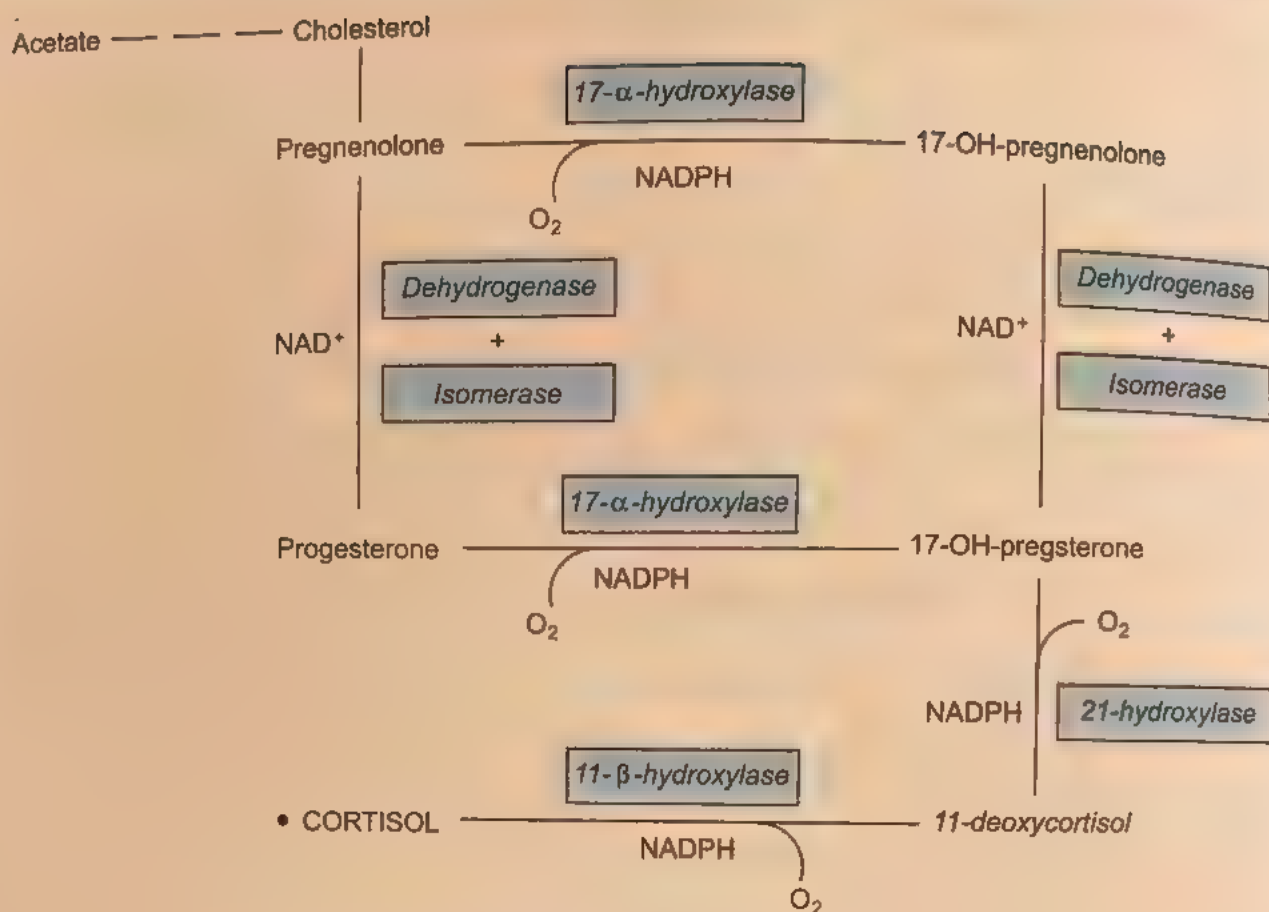 Acetate
Cholesterol
17-α-hydroxylase
Pregnenolone
17-OH-pregnenolone
NADPH
O₂
Dehydrogenase
Dehydrogenase
NAD⁺
+
NAD⁺
+
Isomerase
Isomerase
17-α-hydroxylase
Progesterone
17-OH-pregsterone
NADPH
O₂
O₂
NADPH
21-hydroxylase
11-β-hydroxylase
• CORTISOL
11-deoxycortisol
NADPH
O₂